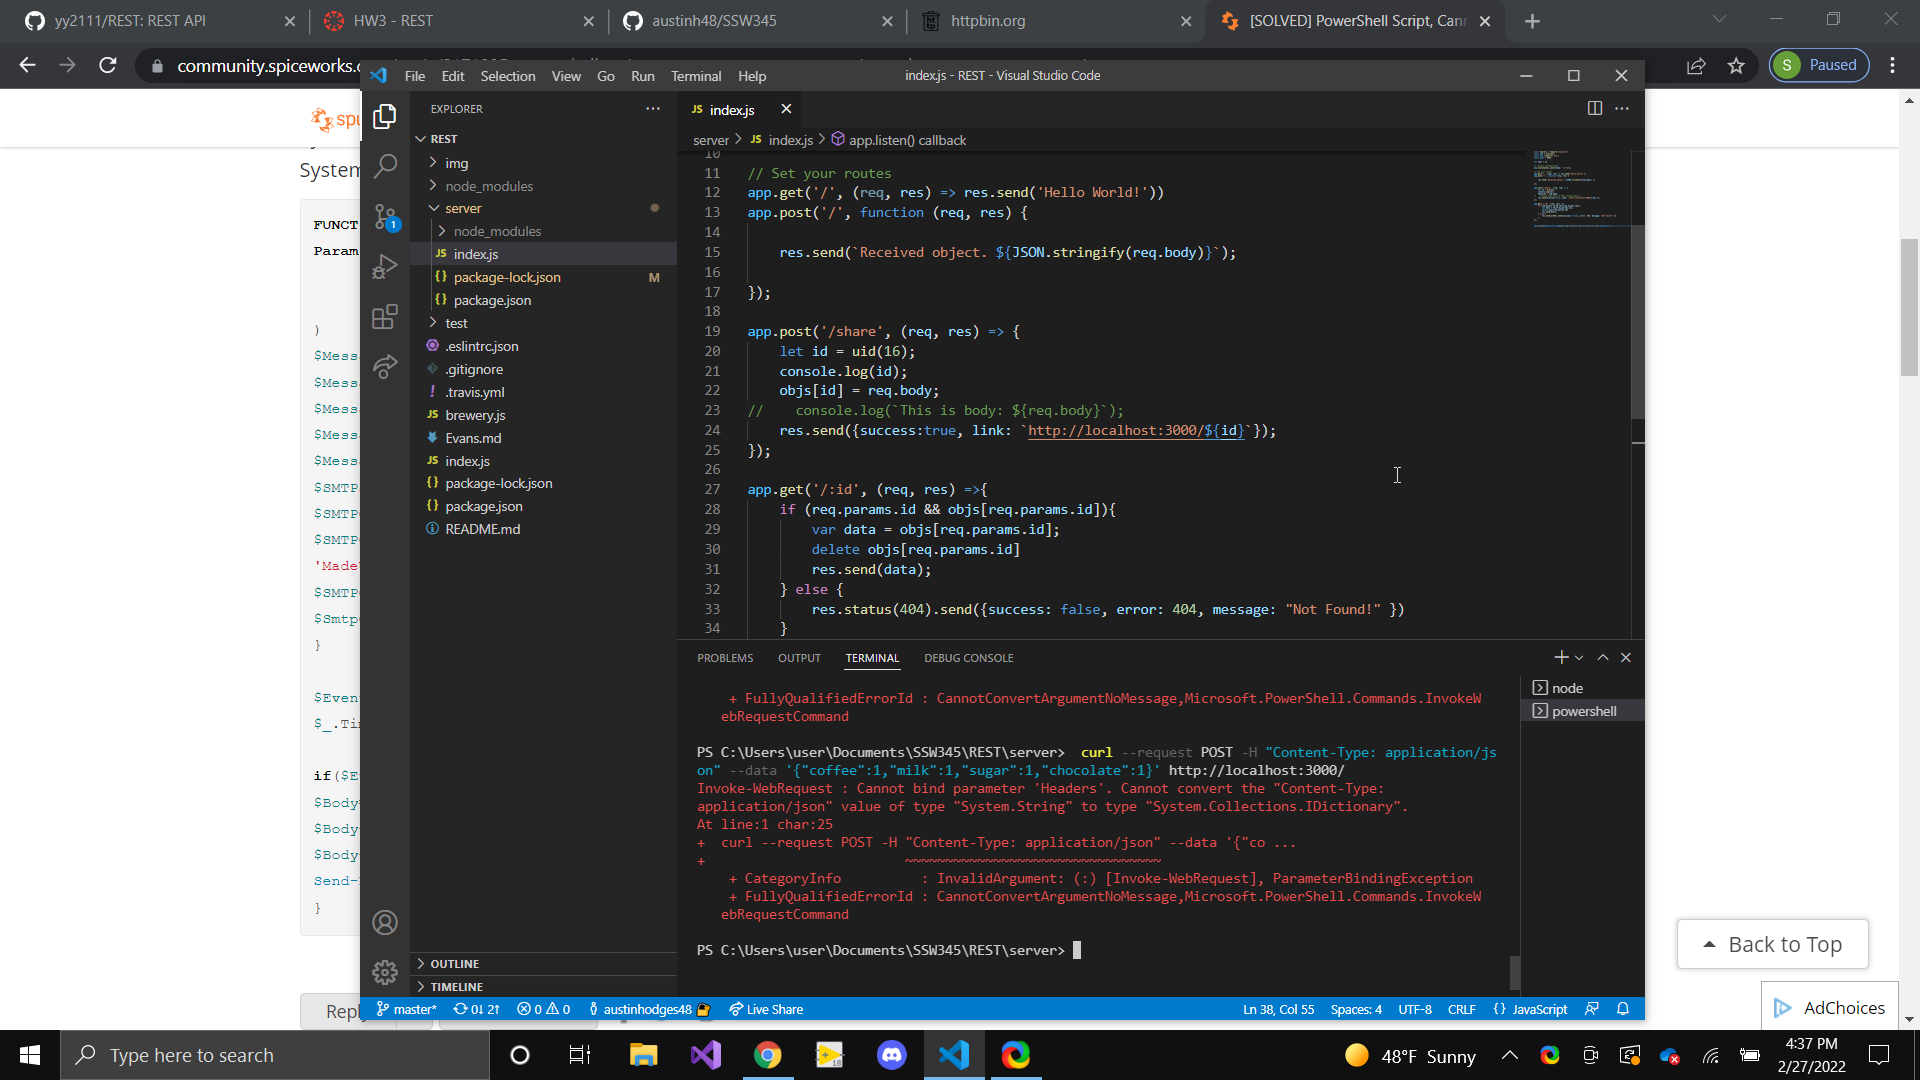 yy2111/REST: REST API
HW3 - REST
austinh48/SSW345
httpbin.org
[SOLVED] PowerShell Script, Cann
community.spiceworks.c
S Paused
File Edit Selection View Go Run Terminal Help
index.js - REST - Visual Studio Code
EXPLORER
JS index.js
server > JS index.js > app.listen() callback
REST
img
node_modules
server
node_modules
JS index.js
{} package-lock.json M
{} package.json
test
.eslintrc.json
.gitignore
! .travis.yml
JS brewery.js
Evans.md
JS index.js
{} package-lock.json
{} package.json
README.md
OUTLINE
TIMELINE
1
10
11 // Set your routes
12 app.get('/', (req, res) => res.send('Hello World!'))
13 app.post('/', function (req, res) {
14
15 res.send(`Received object. ${JSON.stringify(req.body)}`);
16
17 });
18
19 app.post('/share', (req, res) => {
20 let id = uid(16);
21 console.log(id);
22 objs[id] = req.body;
23 // console.log(`This is body: ${req.body}`);
24 res.send({success:true, link: `http://localhost:3000/${id}`});
25 });
26
27 app.get('/:id', (req, res) =>{
28 if (req.params.id && objs[req.params.id]){
29 var data = objs[req.params.id];
30 delete objs[req.params.id]
31 res.send(data);
32 } else {
33 res.status(404).send({success: false, error: 404, message: "Not Found!" })
34 }
PROBLEMS OUTPUT TERMINAL DEBUG CONSOLE
node
powershell
+ FullyQualifiedErrorId : CannotConvertArgumentNoMessage,Microsoft.PowerShell.Commands.InvokeW
ebRequestCommand
PS C:\Users\user\Documents\SSW345\REST\server> curl --request POST -H "Content-Type: application/js
on" --data '{"coffee":1,"milk":1,"sugar":1,"chocolate":1}' http://localhost:3000/
Invoke-WebRequest : Cannot bind parameter 'Headers'. Cannot convert the "Content-Type:
application/json" value of type "System.String" to type "System.Collections.IDictionary".
At line:1 char:25
+ curl --request POST -H "Content-Type: application/json" --data '{"co ...
+ ~~~~~~~~~~~~~~~~~~~~~~~~~~~~~~~~
+ CategoryInfo : InvalidArgument: (:) [Invoke-WebRequest], ParameterBindingException
+ FullyQualifiedErrorId : CannotConvertArgumentNoMessage,Microsoft.PowerShell.Commands.InvokeW
ebRequestCommand
PS C:\Users\user\Documents\SSW345\REST\server>
master* 0↓ 2↑ 0 0 austinhodges48 Live Share
Ln 38, Col 55 Spaces: 4 UTF-8 CRLF {} JavaScript
spi
System
FUNCT
Param
)
$Mess
$Mess
$Mess
$Mess
$Mess
$SMTP
$SMTP
$SMTP
'Made
$SMTP
$Smtp
}
$Even
$_.Ti
if($E
$Body
$Body
$Body
Send-
}
Reply
Back to Top
AdChoices
Type here to search
48°F Sunny
4:37 PM
2/27/2022